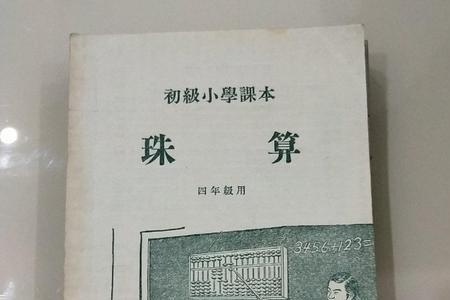 初級小學課本
珠算
四年級用
3456÷123=